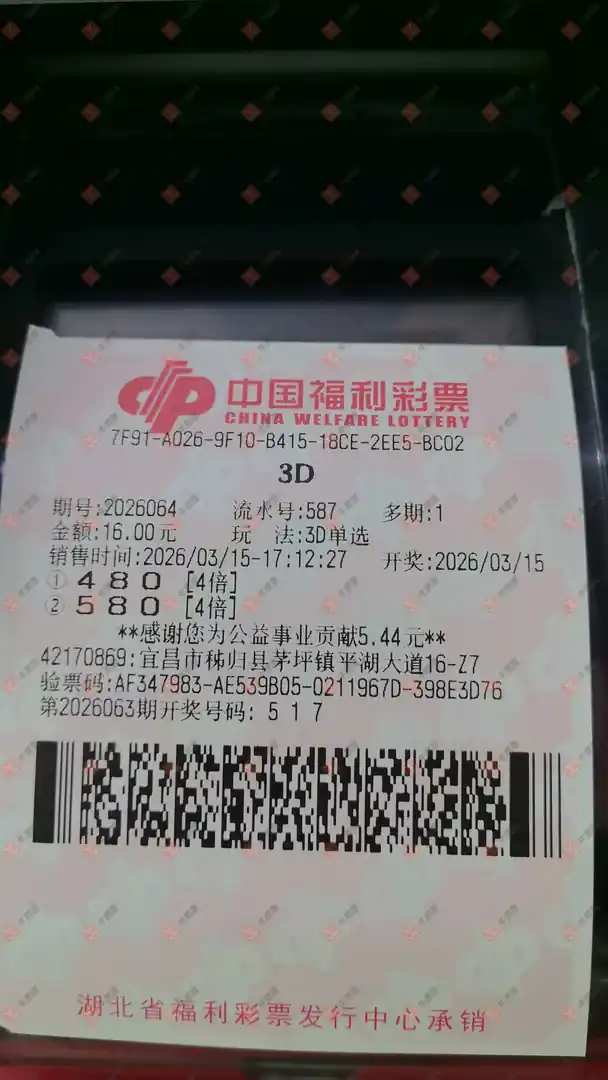 中国福利彩票
CHINA WELFARE LOTTERY
7F91-A026-9F10-B415-18CE-2EE5-BC02
3D
期号:2026064 流水号:587 多期:1
金额:16.00元 玩 法:3D单选
销售时间:2026/03/15-17:12:27 开奖:2026/03/15
① 4 8 0 [4倍]
② 5 8 0 [4倍]
**感谢您为公益事业贡献5.44元**
42170869:宜昌市秭归县茅坪镇平湖大道16-Z7
验票码:AF347983-AE539B05-0211967D-398E3D76
第2026063期开奖号码: 5 1 7
湖北省福利彩票发行中心承销